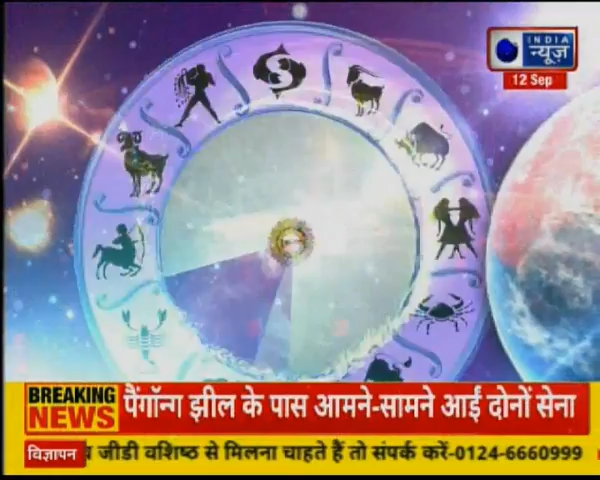 INDIA
न्यूज़
12 Sep
BREAKING NEWS
पैंगॉन्ग झील के पास आमने-सामने आईं दोनों सेना
विज्ञापन
जीडी वशिष्ठ से मिलना चाहते हैं तो संपर्क करें-0124-6660999